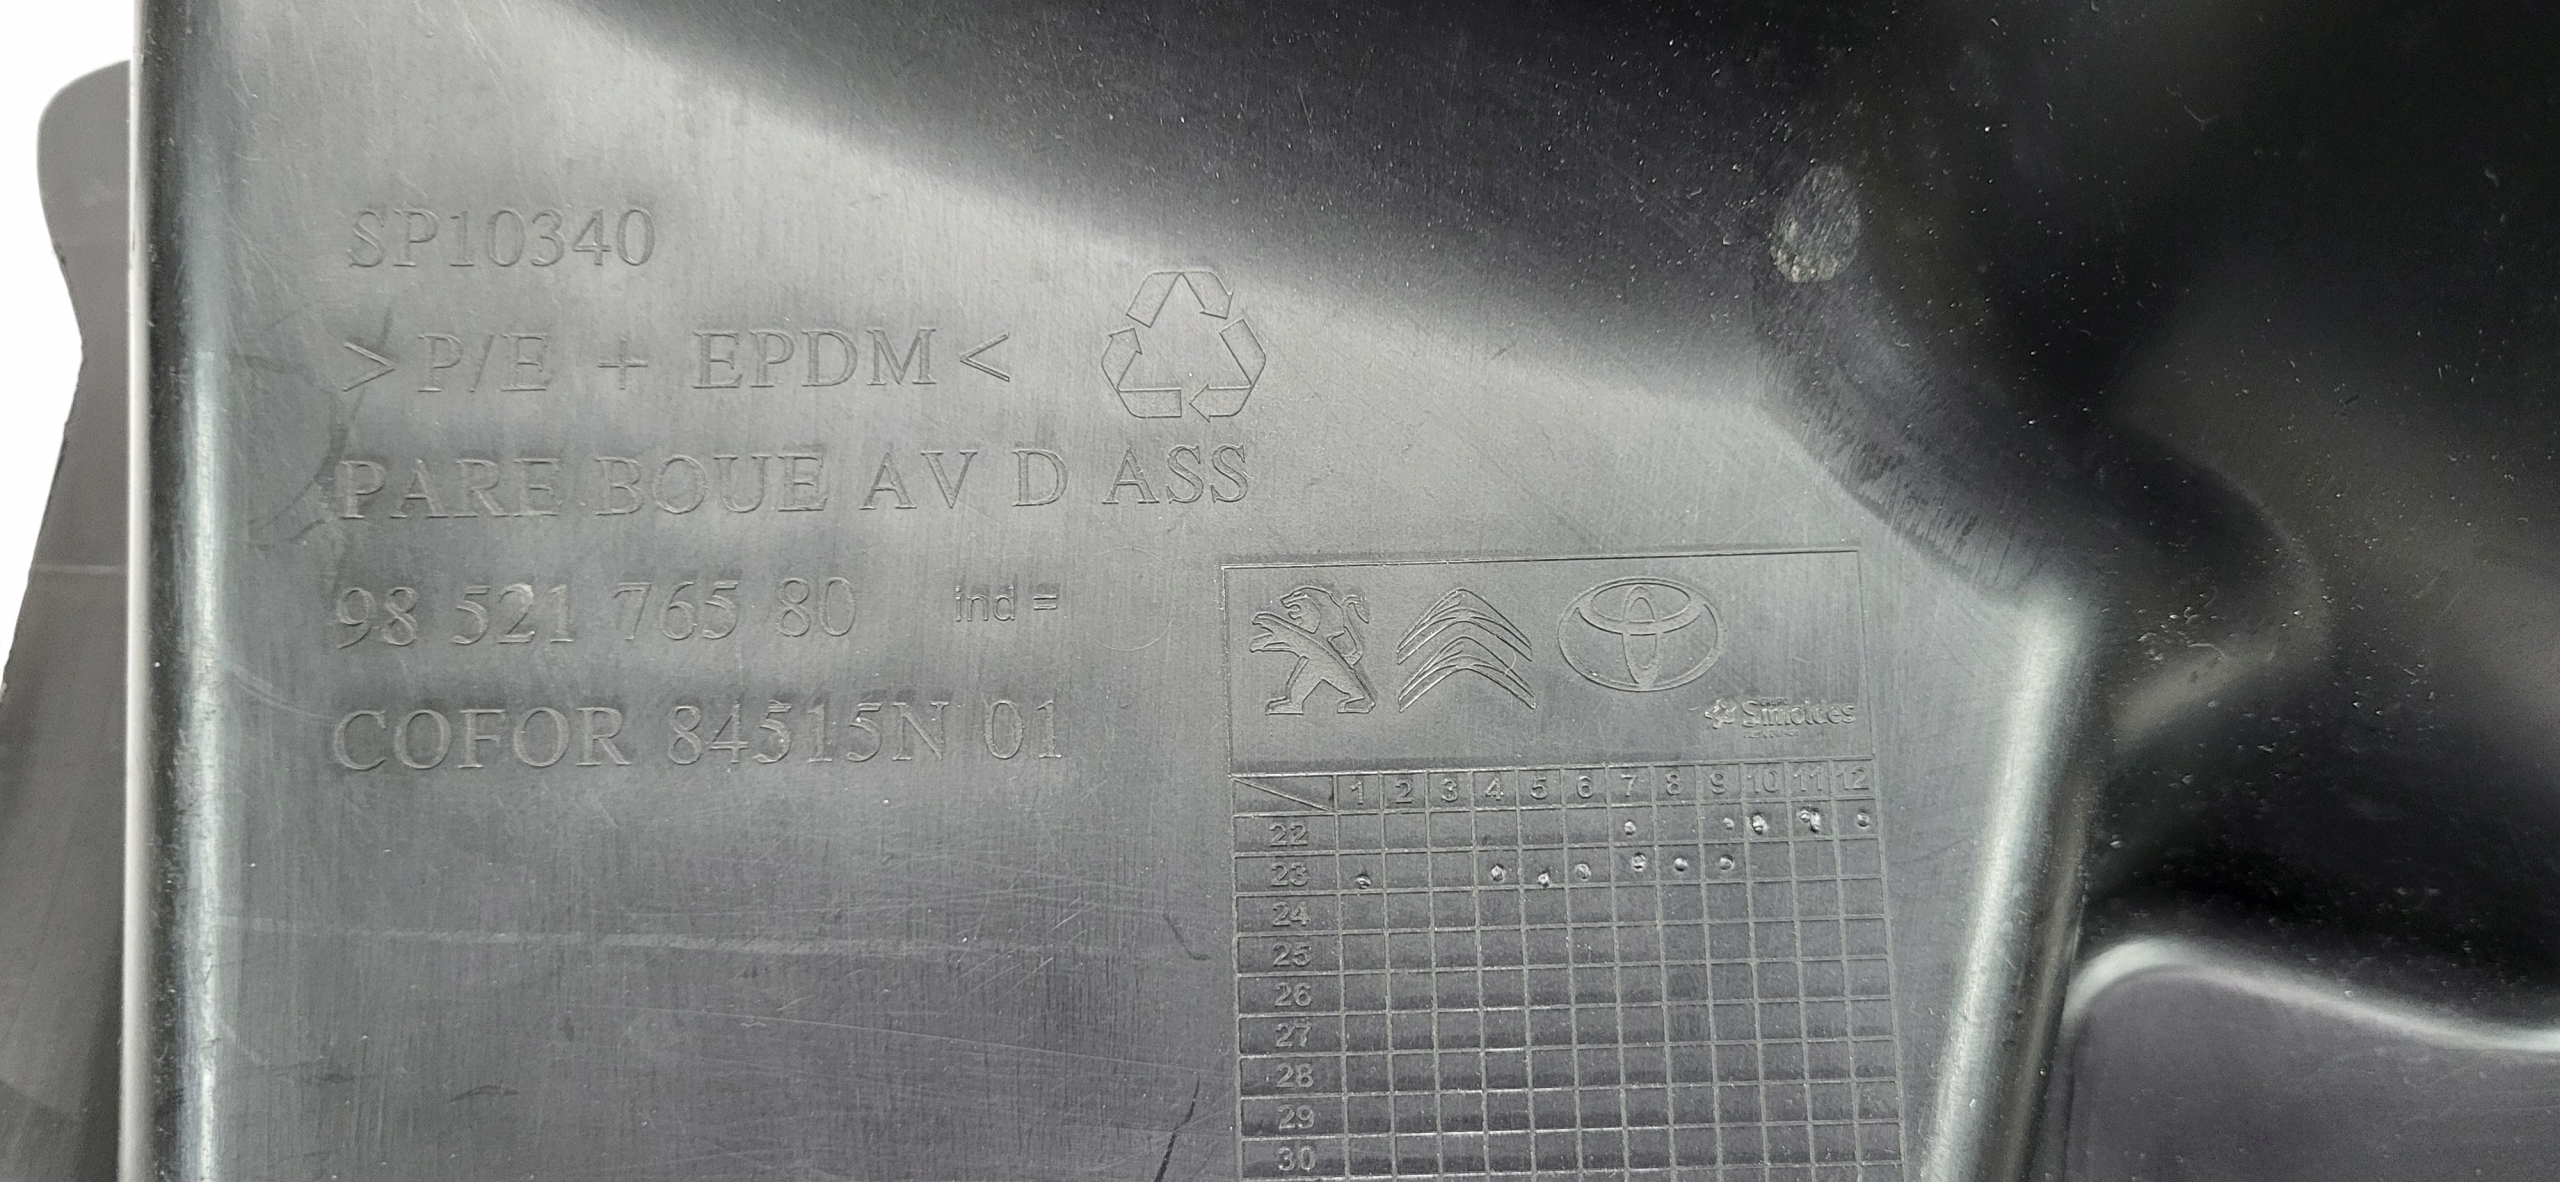 SP10340
>P/E + EPDM<
PARE BOUE AV D ASS
98 521 765 80 ind =
COFOR 84515N 01
Simoldes
1 2 3 4 5 6 7 8 9 10 11 12
22
23
24
25
26
27
28
29
30